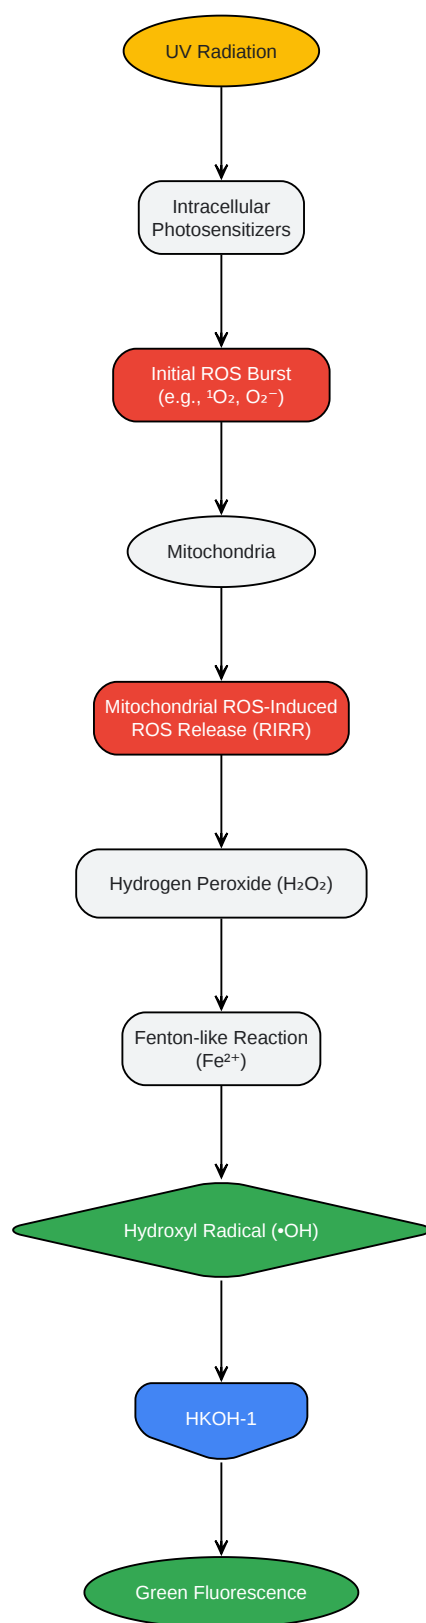 UV Radiation
Intracellular
Photosensitizers
Initial ROS Burst
(e.g., ¹O₂, O₂⁻)
Mitochondria
Mitochondrial ROS-Induced
ROS Release (RIRR)
Hydrogen Peroxide (H₂O₂)
Fenton-like Reaction
(Fe²⁺)
Hydroxyl Radical (•OH)
HKOH-1
Green Fluorescence